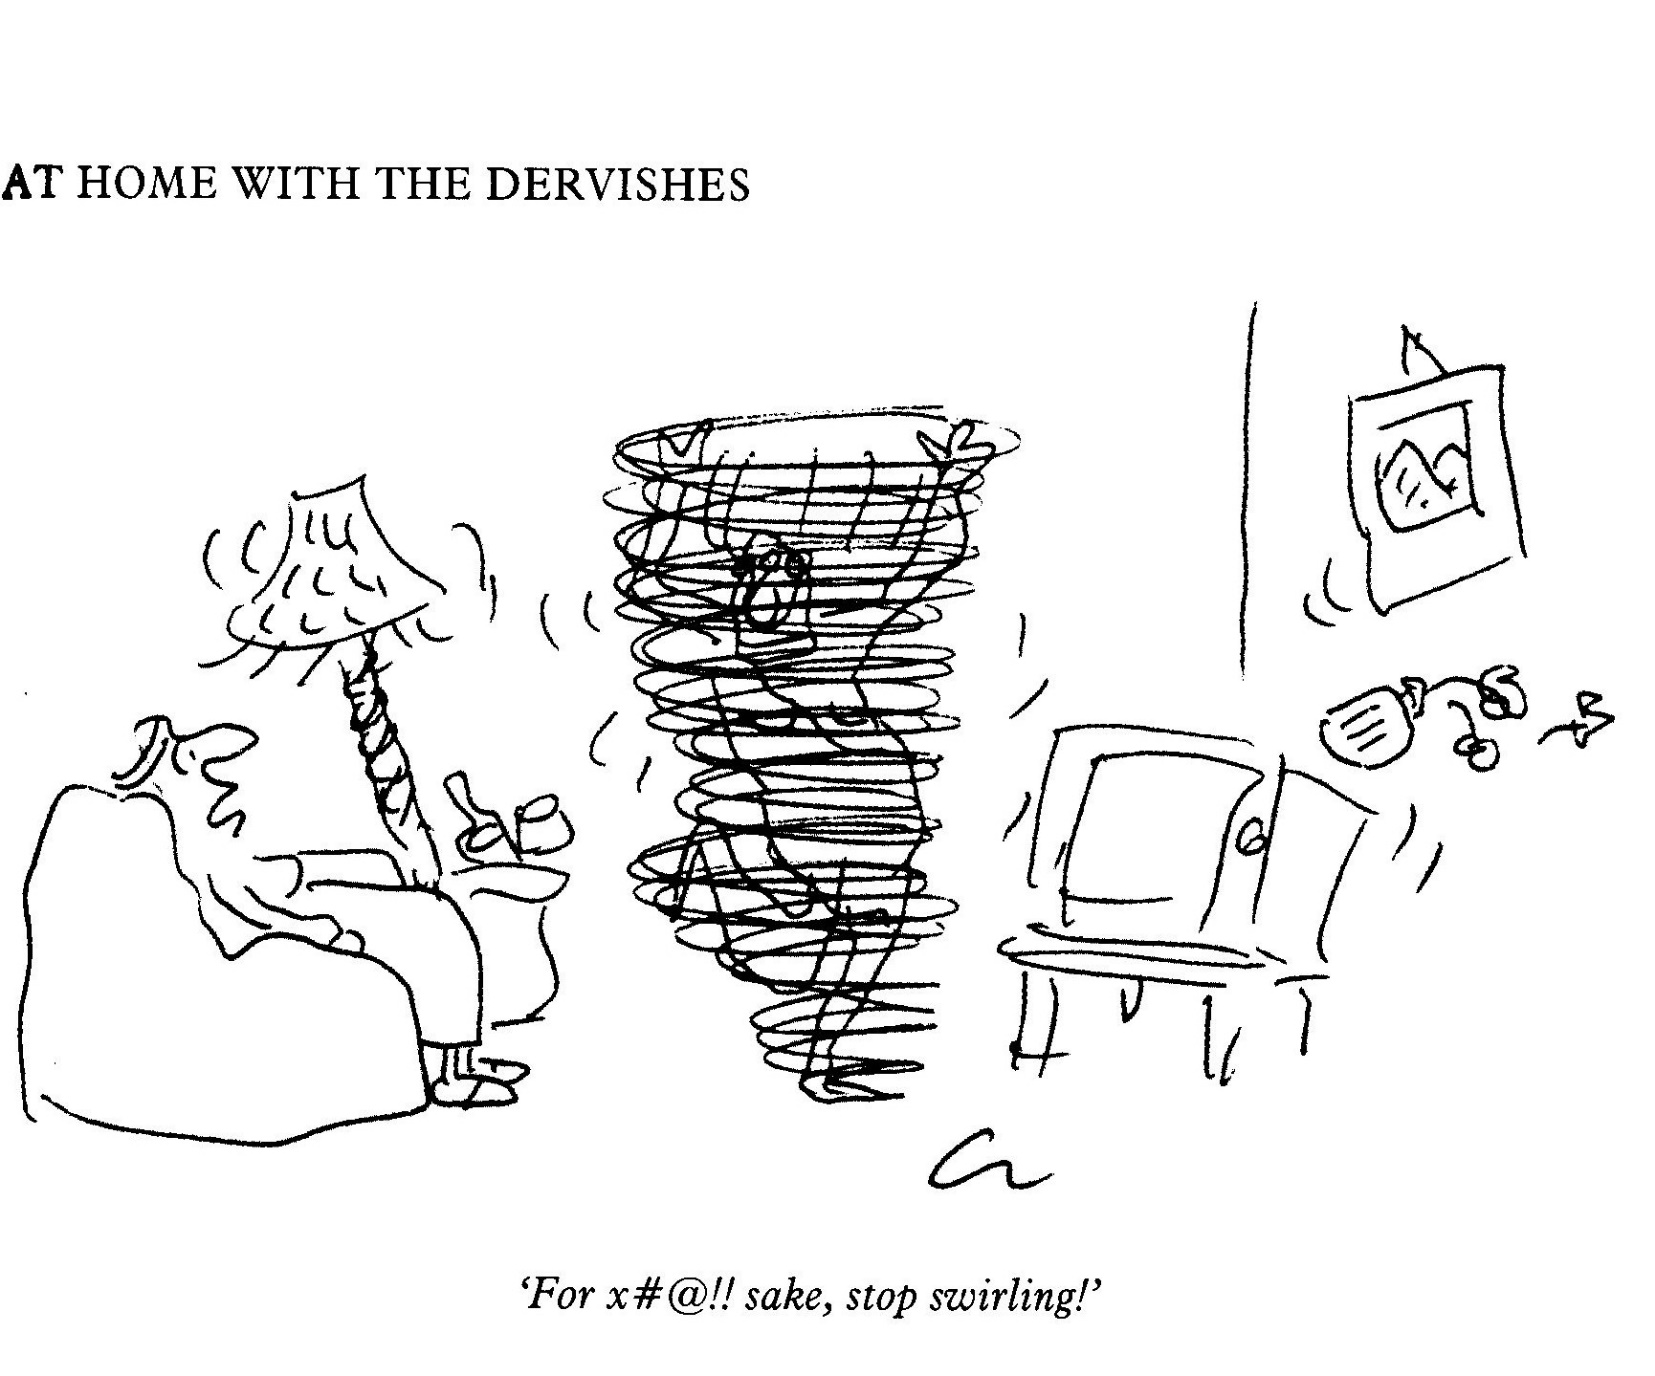 AT HOME WITH THE DERVISHES
‘For x#@!! sake, stop swirling!’